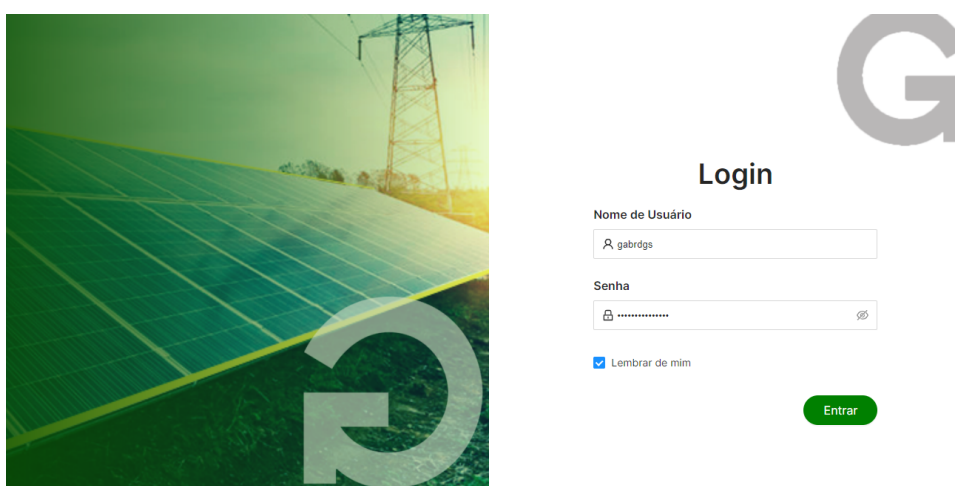 Login
Nome de Usuário
gabrdgs
Senha
Lembrar de mim
Entrar